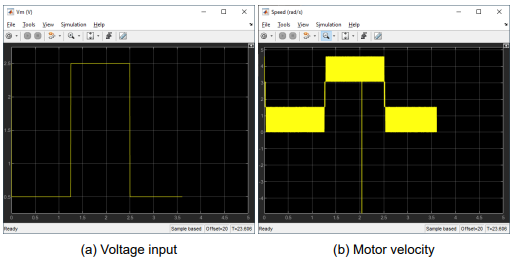 Vm (V)
File Tools View Simulation Help
2.5
2
1.5
1
0.5
0 0.5 1 1.5 2 2.5 3 3.5 4 4.5 5
Ready Sample based Offset=20 T=23.606
Speed (rad/s)
File Tools View Simulation Help
5
4
3
2
1
0
-1
-2
-3
-4
0 0.5 1 1.5 2 2.5 3 3.5 4 4.5 5
Ready Sample based Offset=20 T=23.606
(a) Voltage input
(b) Motor velocity